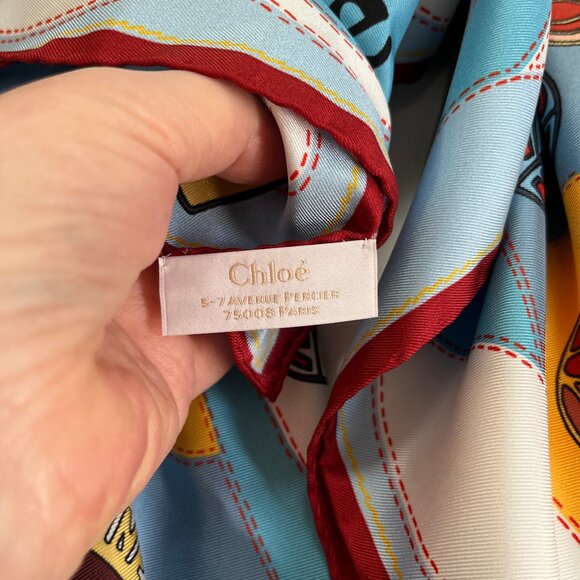 Chloé
5-7 AVENUE PERCIER
75008 PARIS